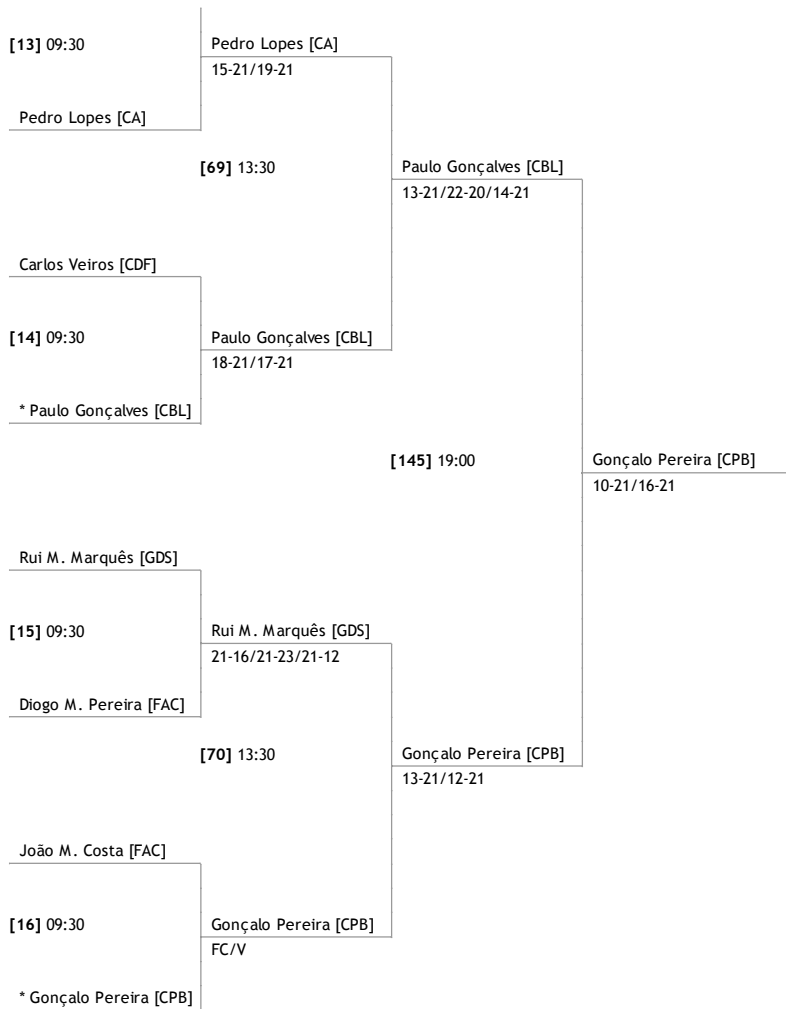 [13] 09:30
Pedro Lopes [CA]
15-21/19-21
Pedro Lopes [CA]
[69] 13:30
Paulo Gonçalves [CBL]
13-21/22-20/14-21
Carlos Veiros [CDF]
[14] 09:30
Paulo Gonçalves [CBL]
18-21/17-21
* Paulo Gonçalves [CBL]
[145] 19:00
Gonçalo Pereira [CPB]
10-21/16-21
Rui M. Marquês [GDS]
[15] 09:30
Rui M. Marquês [GDS]
21-16/21-23/21-12
Diogo M. Pereira [FAC]
[70] 13:30
Gonçalo Pereira [CPB]
13-21/12-21
João M. Costa [FAC]
[16] 09:30
Gonçalo Pereira [CPB]
FC/V
* Gonçalo Pereira [CPB]